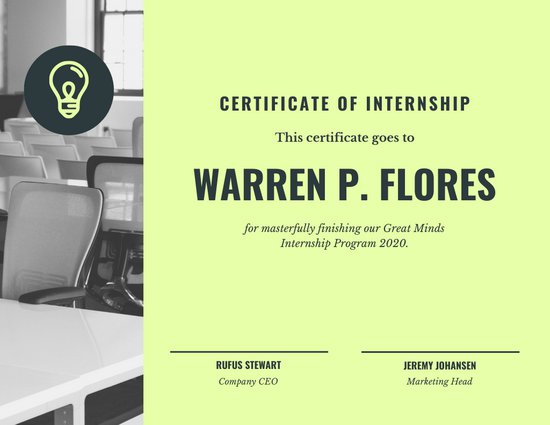 CERTIFICATE OF INTERNSHIP
This certificate goes to
WARREN P. FLORES
for masterfully finishing our Great Minds
Internship Program 2020.
RUFUS STEWART
Company CEO
JEREMY JOHANSEN
Marketing Head